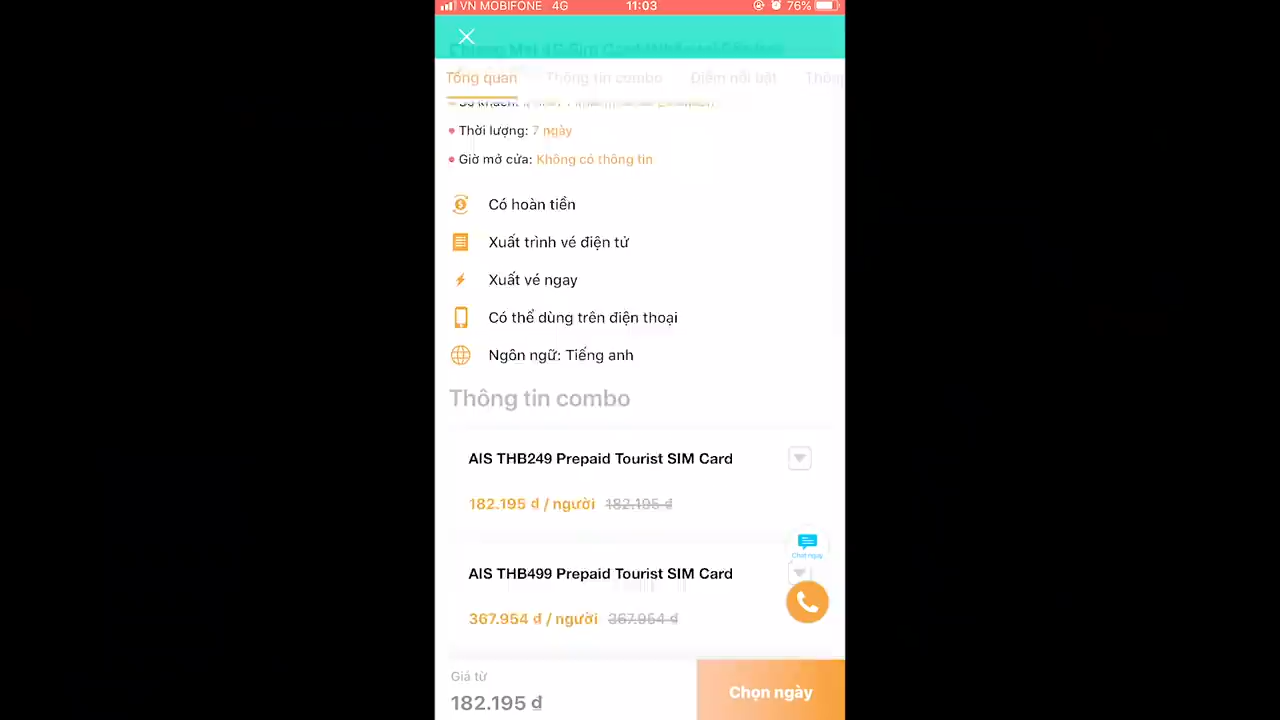 VN MOBIFONE 4G 11:03 76%
Tổng quan Thông tin combo Điểm nổi bật Thôn
Thời lượng: 7 ngày
Giờ mở cửa: Không có thông tin
Có hoàn tiền
Xuất trình vé điện tử
Xuất vé ngay
Có thể dùng trên điện thoại
Ngôn ngữ: Tiếng anh
Thông tin combo
AIS THB249 Prepaid Tourist SIM Card
182.195 ₫ / người 182.195 ₫
Chat ngay
AIS THB499 Prepaid Tourist SIM Card
367.954 ₫ / người 367.954 ₫
Giá từ
182.195 ₫
Chọn ngày